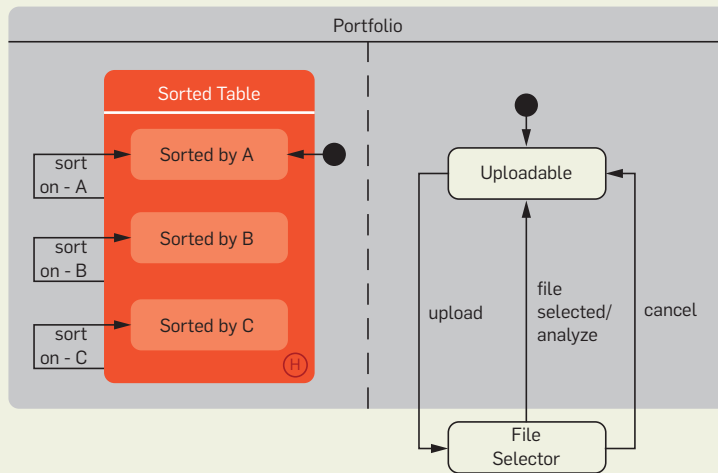 Portfolio
Sorted Table
Sorted by A
sort
on - A
Sorted by B
sort
on - B
Sorted by C
sort
on - C
H
Uploadable
upload
file
selected/
analyze
cancel
File
Selector